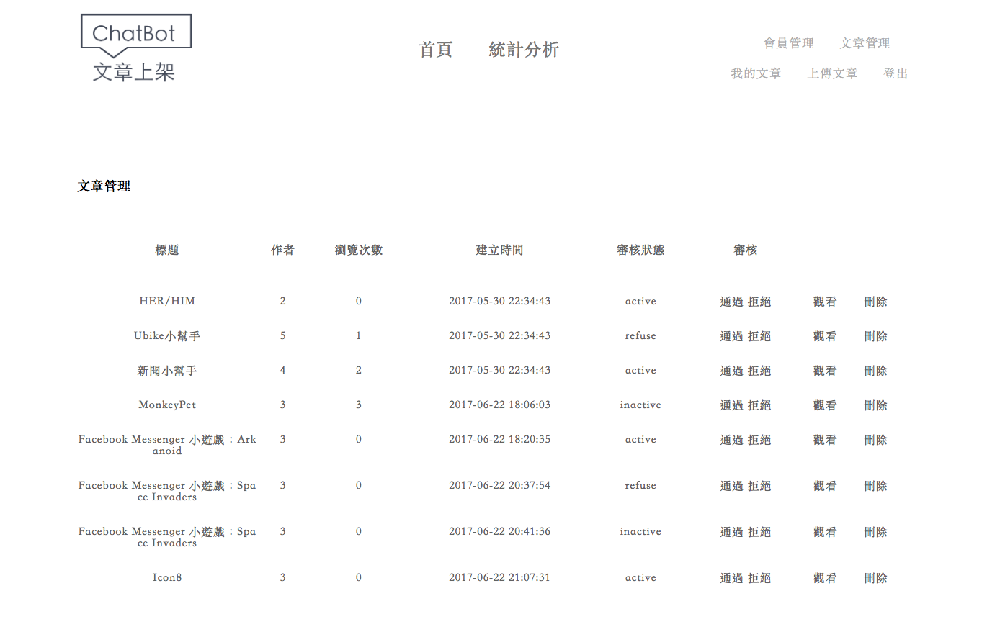 ChatBot
文章上架
首頁 統計分析
會員管理 文章管理
我的文章 上傳文章 登出
文章管理
標題 作者 瀏覽次數 建立時間 審核狀態 審核
HER/HIM 2 0 2017-05-30 22:34:43 active 通過 拒絕 觀看 刪除
Ubike小幫手 5 1 2017-05-30 22:34:43 refuse 通過 拒絕 觀看 刪除
新聞小幫手 4 2 2017-05-30 22:34:43 active 通過 拒絕 觀看 刪除
MonkeyPet 3 3 2017-06-22 18:06:03 inactive 通過 拒絕 觀看 刪除
Facebook Messenger 小遊戲：Ark 3 0 2017-06-22 18:20:35 active 通過 拒絕 觀看 刪除
anoid
Facebook Messenger 小遊戲：Spa 3 0 2017-06-22 20:37:54 refuse 通過 拒絕 觀看 刪除
ce Invaders
Facebook Messenger 小遊戲：Spa 3 0 2017-06-22 20:41:36 inactive 通過 拒絕 觀看 刪除
ce Invaders
Icon8 3 0 2017-06-22 21:07:31 active 通過 拒絕 觀看 刪除